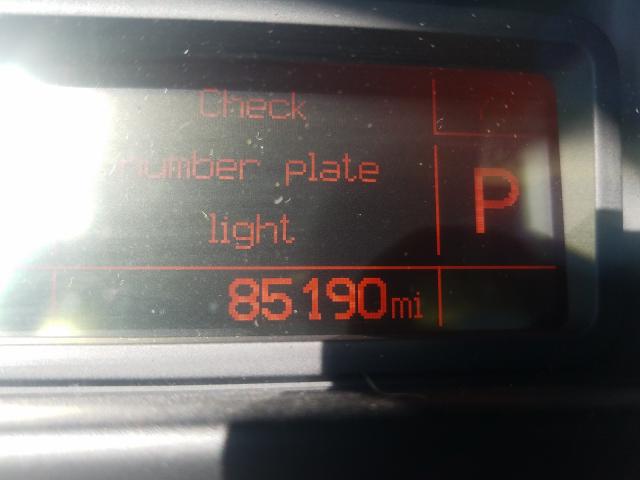 Check
number plate
light
P
85190mi